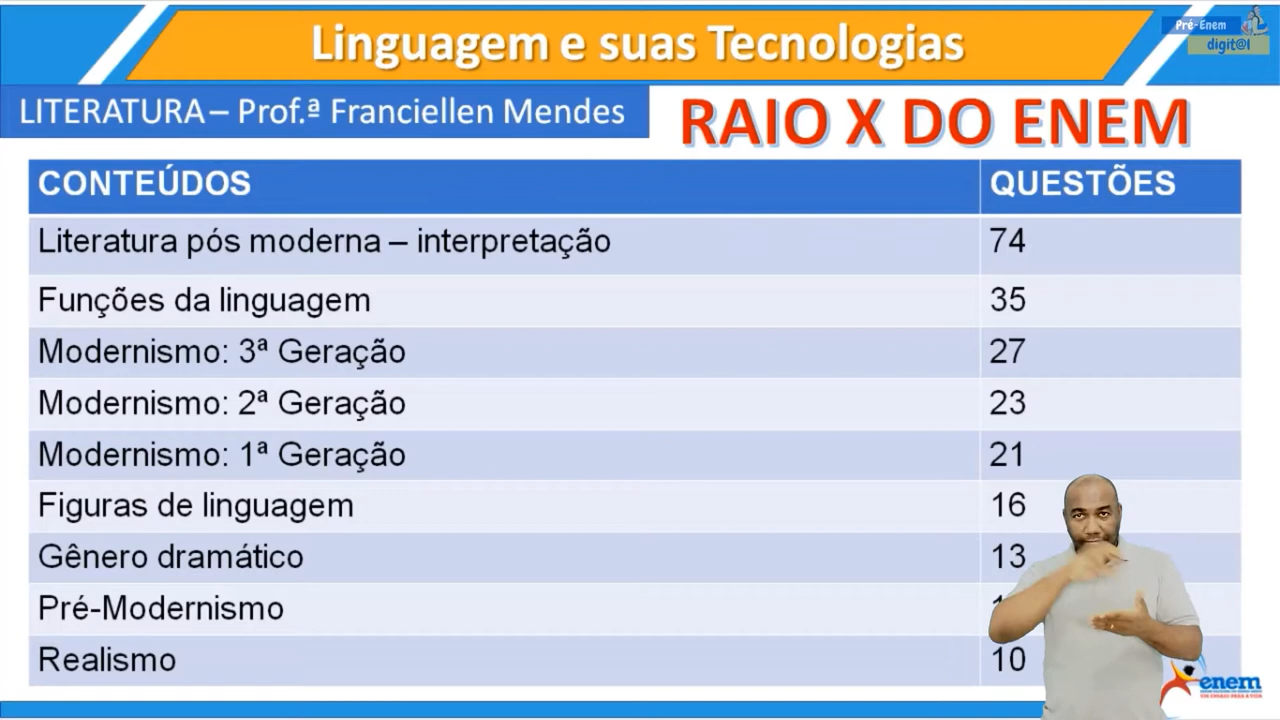 Linguagem e suas Tecnologias
Pré-Enem
digit@l
LITERATURA – Prof.ª Franciellen Mendes
RAIO X DO ENEM
CONTEÚDOS QUESTÕES
Literatura pós moderna – interpretação 74
Funções da linguagem 35
Modernismo: 3ª Geração 27
Modernismo: 2ª Geração 23
Modernismo: 1ª Geração 21
Figuras de linguagem 16
Gênero dramático 13
Pré-Modernismo
Realismo 10
enem